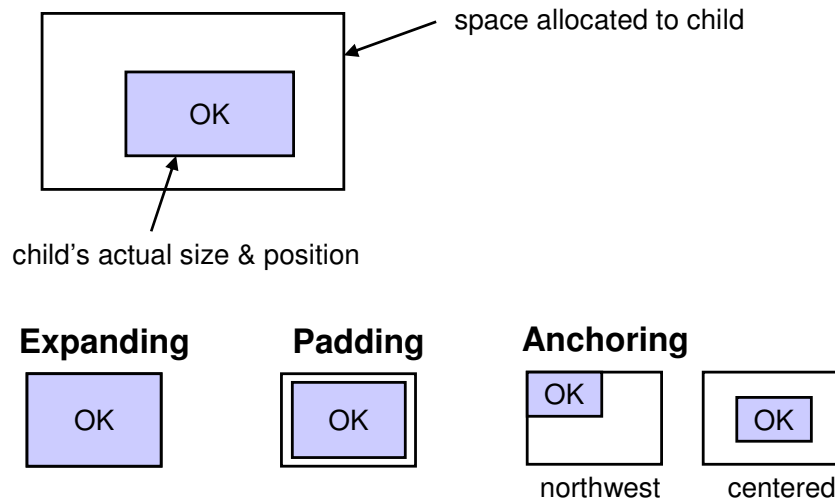 space allocated to child
OK
child's actual size & position
Expanding
Padding
Anchoring
OK
OK
OK
OK
northwest
centered